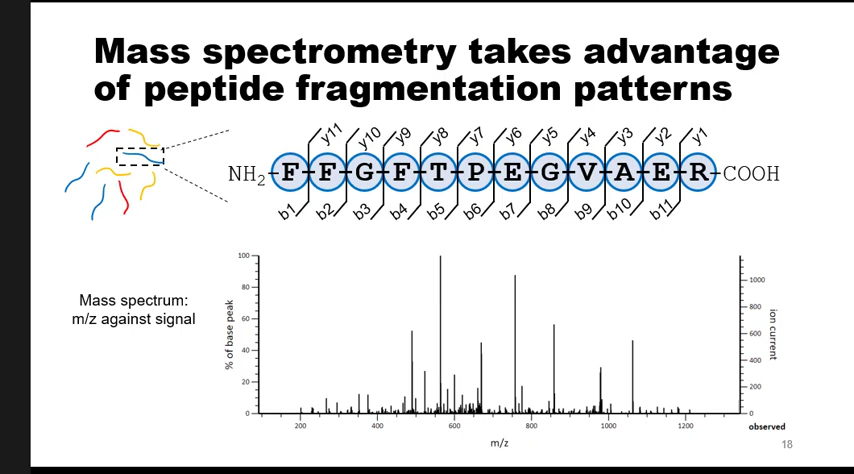 Mass spectrometry takes advantage
of peptide fragmentation patterns
y11 y10 y9 y8 y7 y6 y5 y4 y3 y2 y1
NH2-F-F-G-F-T-P-E-G-V-A-E-R-COOH
b1 b2 b3 b4 b5 b6 b7 b8 b9 b10 b11
Mass spectrum:
m/z against signal
% of base peak
100
80
60
40
20
0
1000
800
600
400
200
0
ion current
200 400 600 800 1000 1200
observed
m/z
18